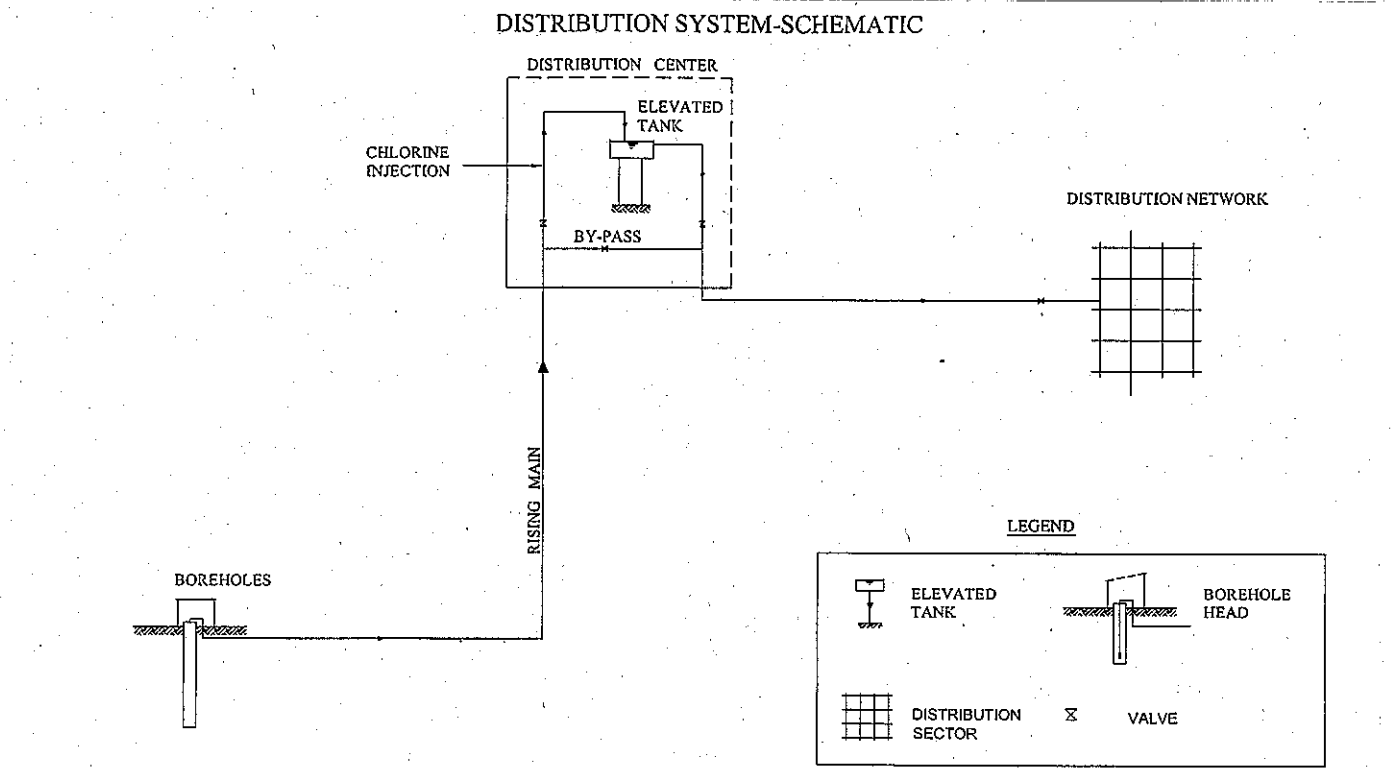 DISTRIBUTION SYSTEM-SCHEMATIC
DISTRIBUTION CENTER
ELEVATED
TANK
CHLORINE
INJECTION
BY-PASS
DISTRIBUTION NETWORK
RISING MAIN
BOREHOLES
LEGEND
ELEVATED
TANK
BOREHOLE
HEAD
DISTRIBUTION
SECTOR
VALVE